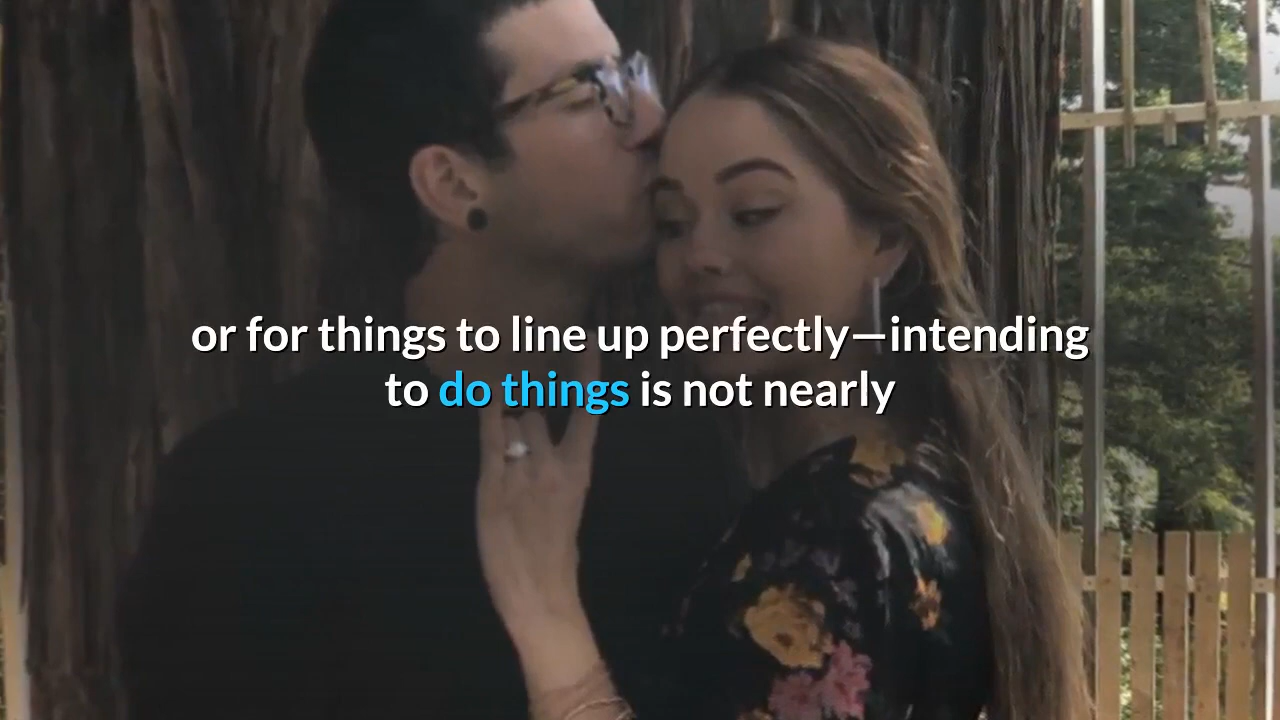 or for things to line up perfectly—intending
to do things is not nearly